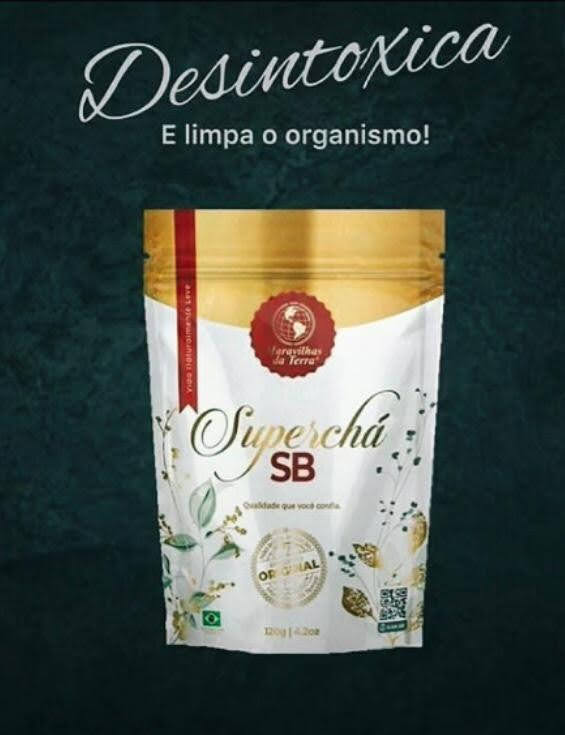 Desintoxica
E limpa o organismo!
Vida Naturalmente Leve
Maravilhas
da Terra
Superchá
SB
Qualidade que você confia.
ORIGINAL
120g | 4.2oz